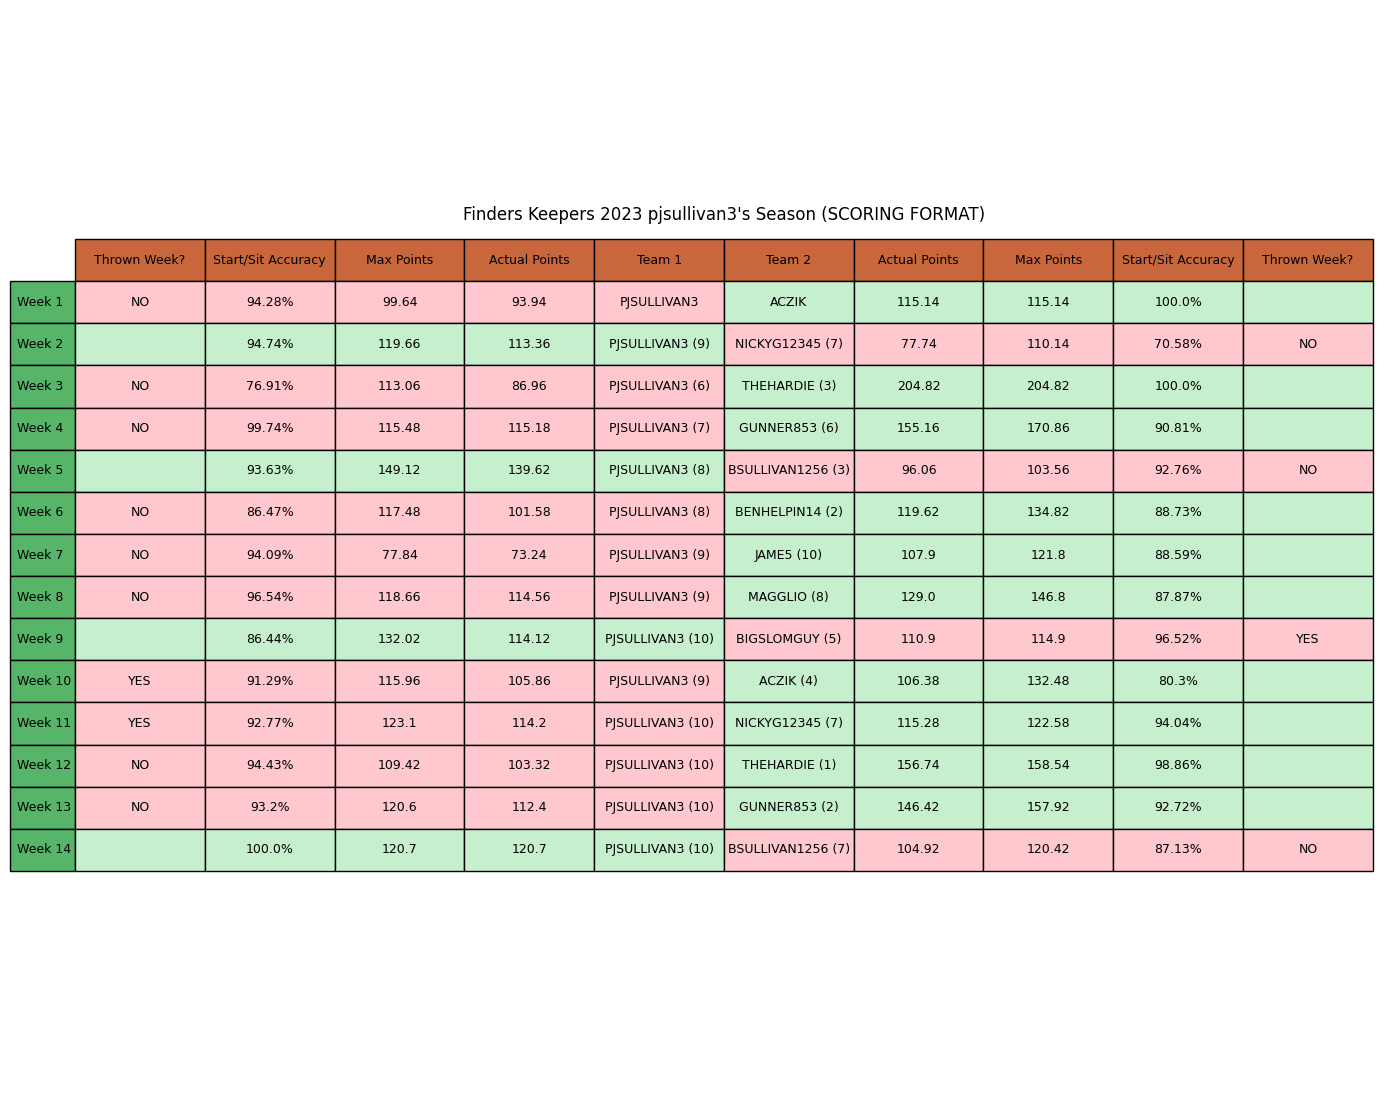 Finders Keepers 2023 pjsullivan3's Season (SCORING FORMAT)
Thrown Week? Start/Sit Accuracy Max Points Actual Points Team 1 Team 2 Actual Points Max Points Start/Sit Accuracy Thrown Week?
Week 1 NO 94.28% 99.64 93.94 PJSULLIVAN3 ACZIK 115.14 115.14 100.0%
Week 2 94.74% 119.66 113.36 PJSULLIVAN3 (9) NICKYG12345 (7) 77.74 110.14 70.58% NO
Week 3 NO 76.91% 113.06 86.96 PJSULLIVAN3 (6) THEHARDIE (3) 204.82 204.82 100.0%
Week 4 NO 99.74% 115.48 115.18 PJSULLIVAN3 (7) GUNNER853 (6) 155.16 170.86 90.81%
Week 5 93.63% 149.12 139.62 PJSULLIVAN3 (8) BSULLIVAN1256 (3) 96.06 103.56 92.76% NO
Week 6 NO 86.47% 117.48 101.58 PJSULLIVAN3 (8) BENHELPIN14 (2) 119.62 134.82 88.73%
Week 7 NO 94.09% 77.84 73.24 PJSULLIVAN3 (9) JAME5 (10) 107.9 121.8 88.59%
Week 8 NO 96.54% 118.66 114.56 PJSULLIVAN3 (9) MAGGLIO (8) 129.0 146.8 87.87%
Week 9 86.44% 132.02 114.12 PJSULLIVAN3 (10) BIGSLOMGUY (5) 110.9 114.9 96.52% YES
Week 10 YES 91.29% 115.96 105.86 PJSULLIVAN3 (9) ACZIK (4) 106.38 132.48 80.3%
Week 11 YES 92.77% 123.1 114.2 PJSULLIVAN3 (10) NICKYG12345 (7) 115.28 122.58 94.04%
Week 12 NO 94.43% 109.42 103.32 PJSULLIVAN3 (10) THEHARDIE (1) 156.74 158.54 98.86%
Week 13 NO 93.2% 120.6 112.4 PJSULLIVAN3 (10) GUNNER853 (2) 146.42 157.92 92.72%
Week 14 100.0% 120.7 120.7 PJSULLIVAN3 (10) BSULLIVAN1256 (7) 104.92 120.42 87.13% NO